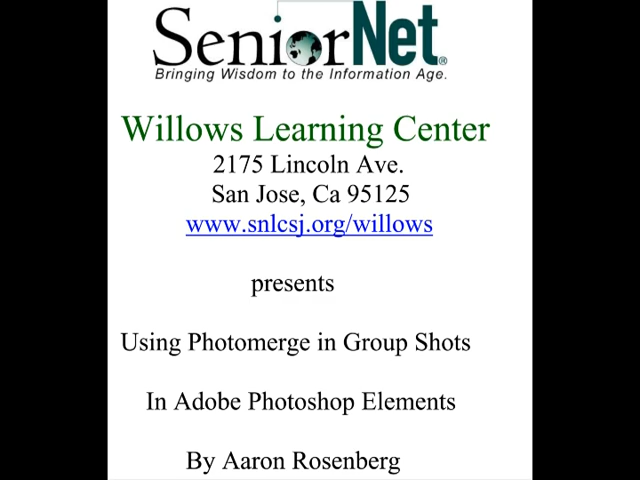 SeniorNet®
Bringing Wisdom to the Information Age.
Willows Learning Center
2175 Lincoln Ave.
San Jose, Ca 95125
www.snlcsj.org/willows
presents
Using Photomerge in Group Shots
In Adobe Photoshop Elements
By Aaron Rosenberg